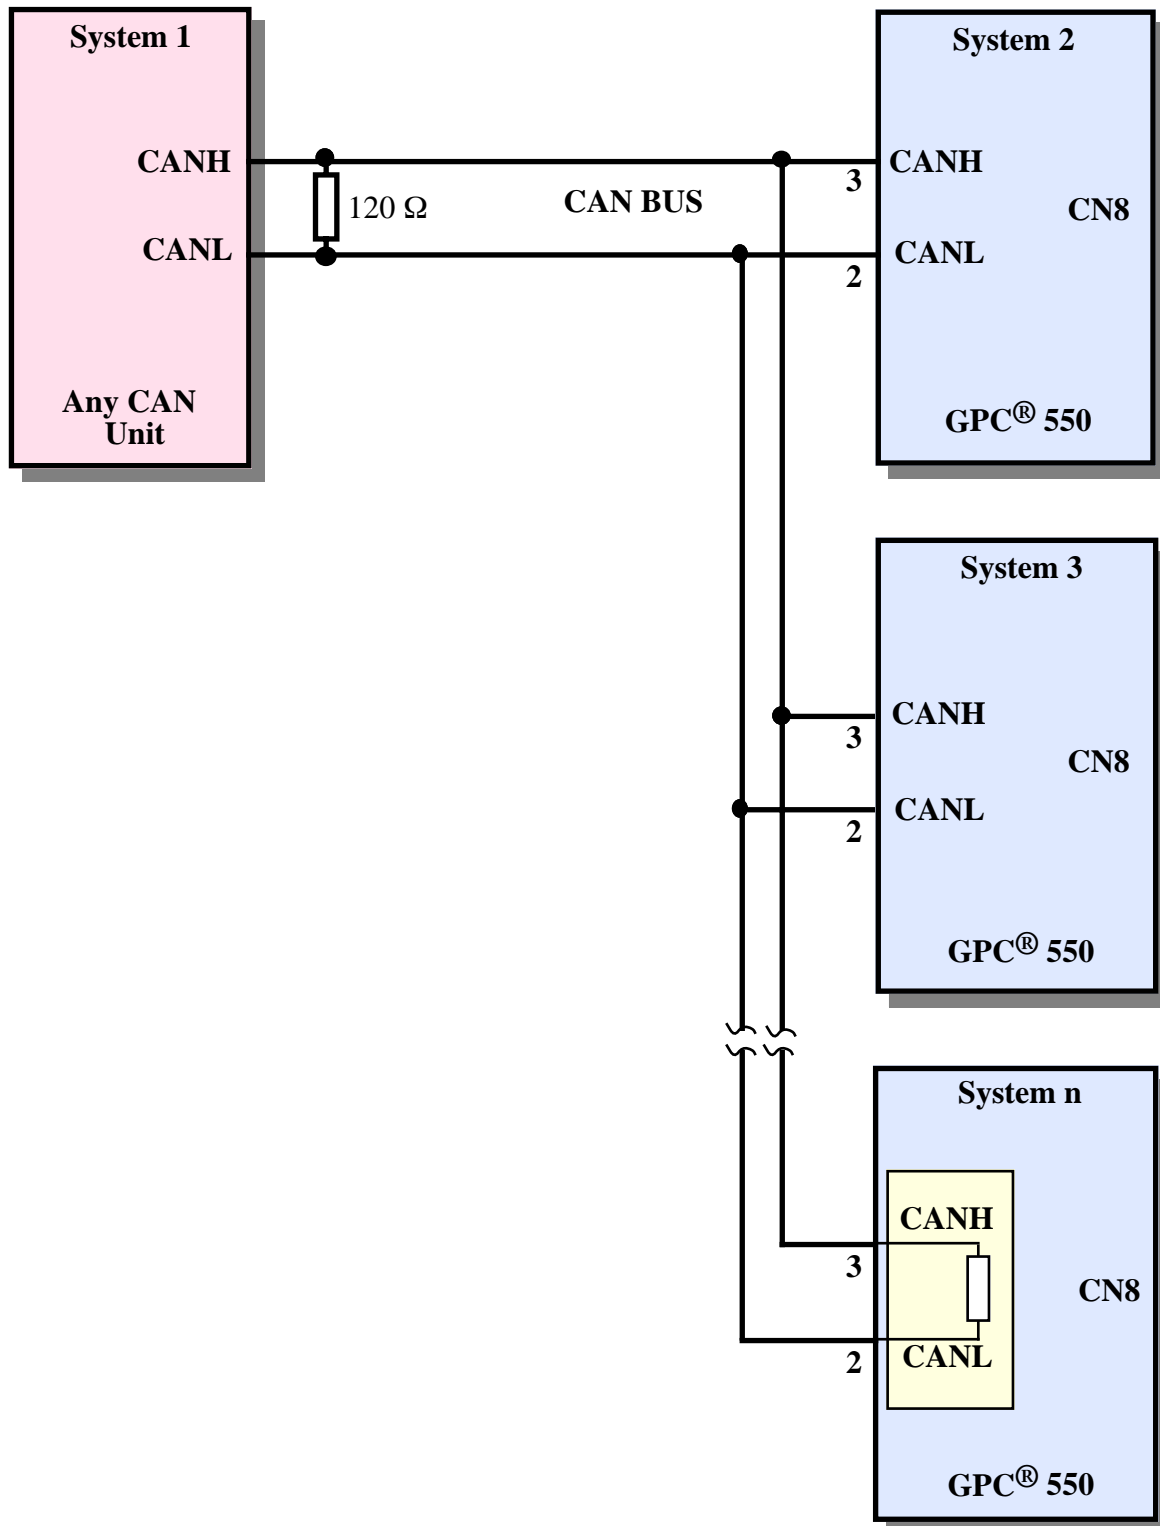 System 1
CANH
CANL
Any CAN
Unit
120 Ω
CAN BUS
System 2
3
CANH
CN8
2
CANL
GPC® 550
System 3
3
CANH
CN8
2
CANL
GPC® 550
System n
CANH
3
CN8
2
CANL
GPC® 550